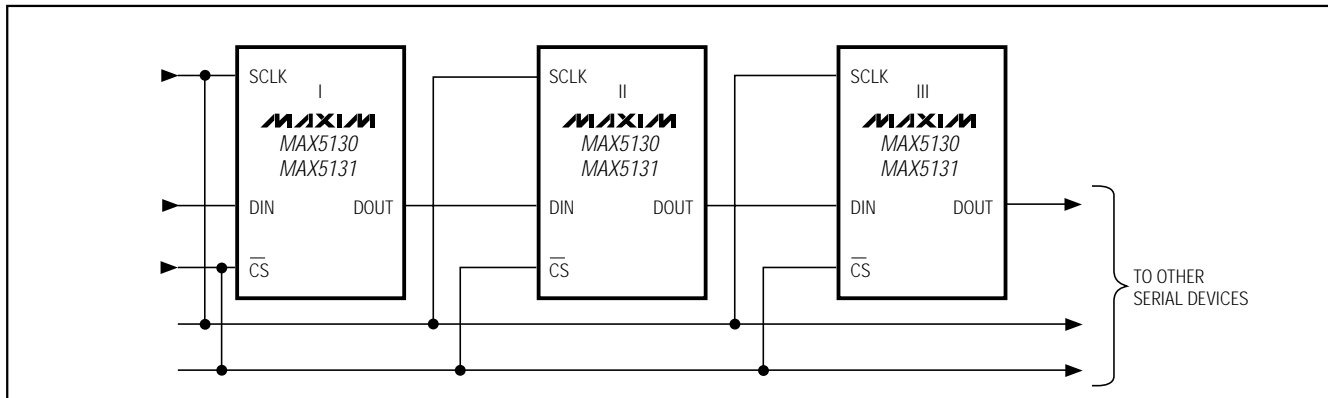 SCLK
I
MAXIM
MAX5130
MAX5131
DIN DOUT
CS
SCLK
II
MAXIM
MAX5130
MAX5131
DIN DOUT
CS
SCLK
III
MAXIM
MAX5130
MAX5131
DIN DOUT
CS
TO OTHER
SERIAL DEVICES